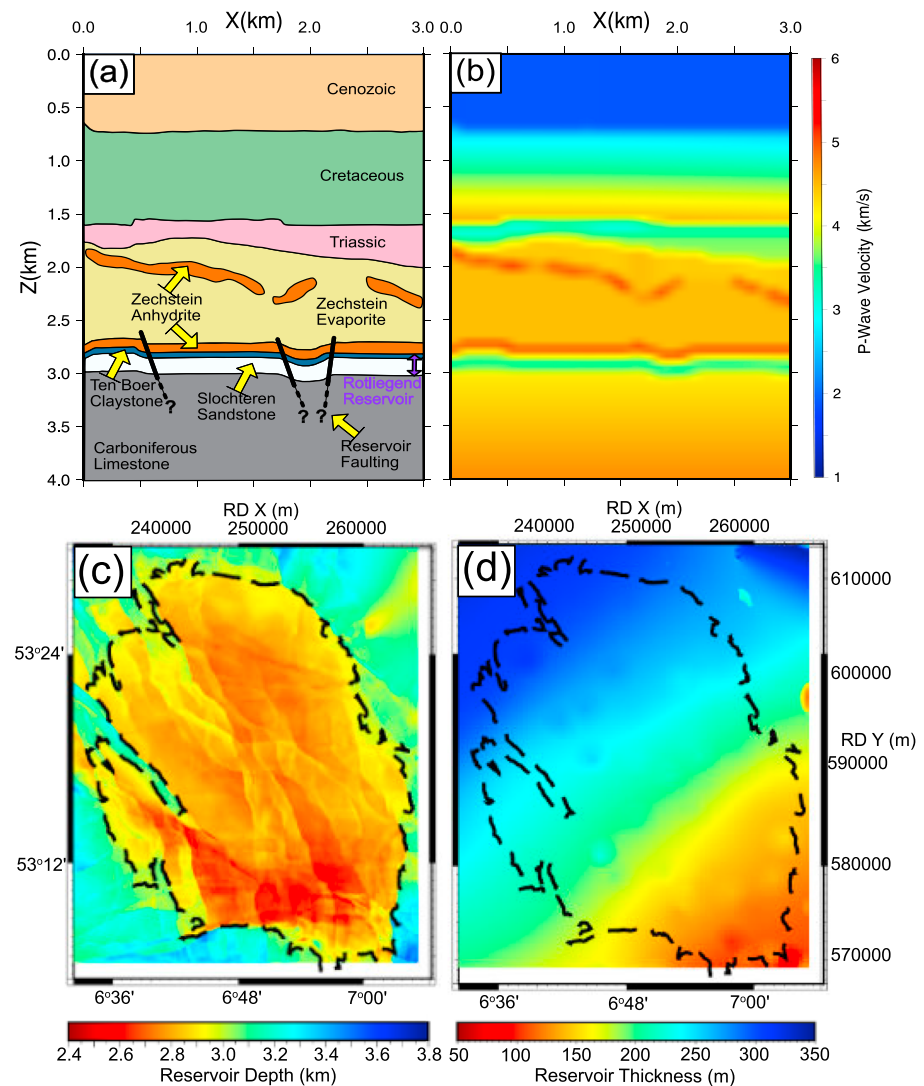 X(km)
X(km)
0.0 1.0 2.0 3.0
0.0 1.0 2.0 3.0
(a)
(b)
0.0
0.5
1.0
1.5
2.0
2.5
3.0
3.5
4.0
Z(km)
Cenozoic
Cretaceous
Triassic
Zechstein
Anhydrite
Zechstein
Evaporite
Ten Boer
Claystone
Slochteren
Sandstone
Rotliegend
Reservoir
?
? ?
Carboniferous
Limestone
Reservoir
Faulting
6
5
4
3
2
1
P-Wave Velocity (km/s)
RD X (m)
240000 250000 260000
RD X (m)
240000 250000 260000
(c)
(d)
53°24'
53°12'
610000
600000
RD Y (m)
590000
580000
570000
6°36' 6°48' 7°00'
6°36' 6°48' 7°00'
2.4 2.6 2.8 3.0 3.2 3.4 3.6 3.8
Reservoir Depth (km)
50 100 150 200 250 300 350
Reservoir Thickness (m)